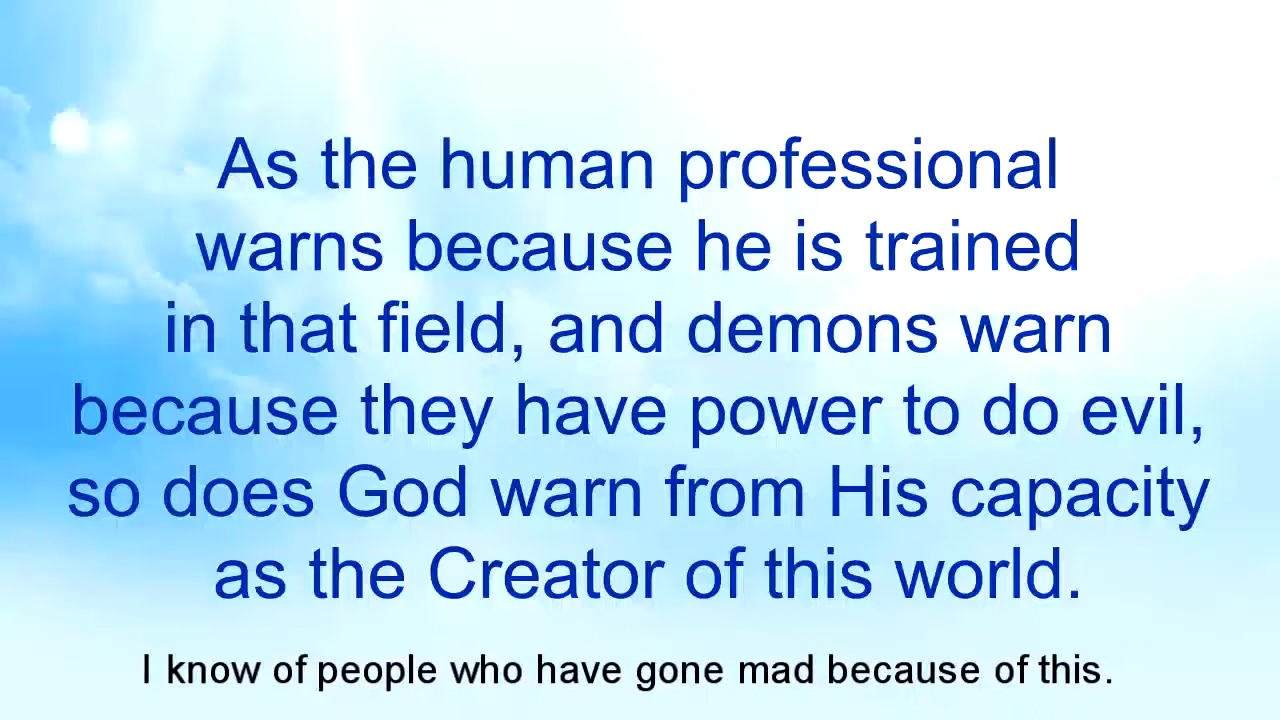 As the human professional
warns because he is trained
in that field, and demons warn
because they have power to do evil,
so does God warn from His capacity
as the Creator of this world.
I know of people who have gone mad because of this.